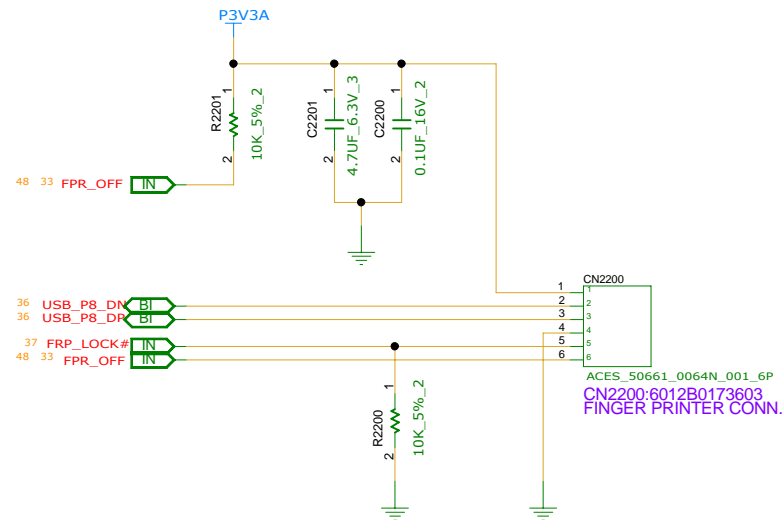 P3V3A
1
R2201
10K_5%_2
2
1
C2201
4.7UF_6.3V_3
2
1
C2200
0.1UF_16V_2
2
48 33 FPR_OFF IN
CN2200
1 1
36 USB_P8_DN BI 2 2
36 USB_P8_DP BI 3 3
4 4
37 FRP_LOCK# IN 5 5
48 33 FPR_OFF IN 6 6
ACES_50661_0064N_001_6P
CN2200:6012B0173603
FINGER PRINTER CONN.
1
R2200
10K_5%_2
2